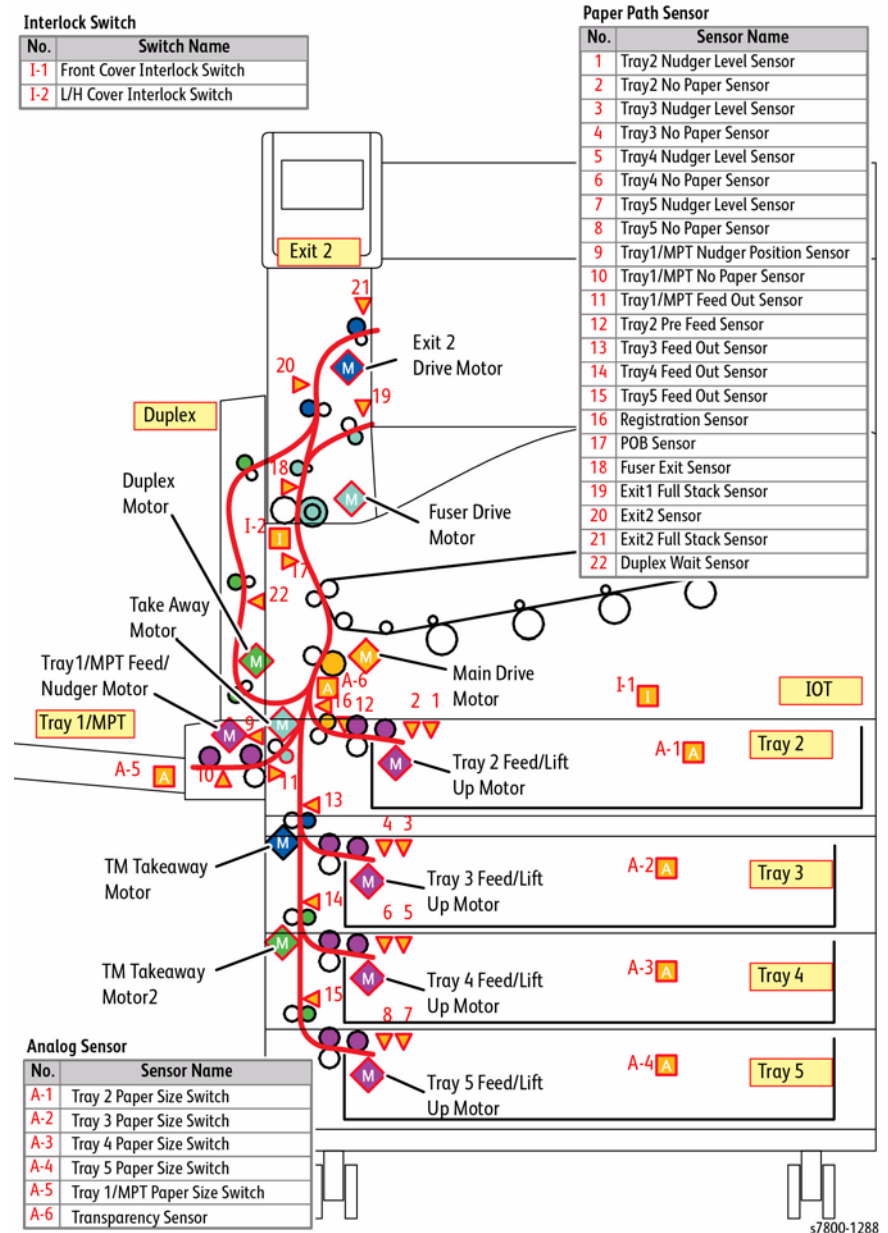 Interlock Switch
No. Switch Name
I-1 Front Cover Interlock Switch
I-2 L/H Cover Interlock Switch
Paper Path Sensor
No. Sensor Name
1 Tray2 Nudger Level Sensor
2 Tray2 No Paper Sensor
3 Tray3 Nudger Level Sensor
4 Tray3 No Paper Sensor
5 Tray4 Nudger Level Sensor
6 Tray4 No Paper Sensor
7 Tray5 Nudger Level Sensor
8 Tray5 No Paper Sensor
9 Tray1/MPT Nudger Position Sensor
10 Tray1/MPT No Paper Sensor
11 Tray1/MPT Feed Out Sensor
12 Tray2 Pre Feed Sensor
13 Tray3 Feed Out Sensor
14 Tray4 Feed Out Sensor
15 Tray5 Feed Out Sensor
16 Registration Sensor
17 POB Sensor
18 Fuser Exit Sensor
19 Exit1 Full Stack Sensor
20 Exit2 Sensor
21 Exit2 Full Stack Sensor
22 Duplex Wait Sensor
Exit 2
21
Exit 2
Drive Motor
M
20
19
Duplex
18
Duplex
Motor
M
Fuser Drive
Motor
I-2
I
17
22
Take Away
Motor
M
M
A-6
A
Main Drive
Motor
Tray1/MPT Feed/
Nudger Motor
I-1
I
IOT
16 12
2 1
Tray 1/MPT
M
9
M
A-1
A
Tray 2
M
Tray 2 Feed/Lift
Up Motor
A-5
A
10
11
13
4 3
M
TM Takeaway
Motor
M
Tray 3 Feed/Lift
Up Motor
A-2
A
Tray 3
14
6 5
M
TM Takeaway
Motor2
M
Tray 4 Feed/Lift
Up Motor
A-3
A
Tray 4
15
8 7
M
Tray 5 Feed/Lift
Up Motor
A-4
A
Tray 5
Analog Sensor
No. Sensor Name
A-1 Tray 2 Paper Size Switch
A-2 Tray 3 Paper Size Switch
A-3 Tray 4 Paper Size Switch
A-4 Tray 5 Paper Size Switch
A-5 Tray 1/MPT Paper Size Switch
A-6 Transparency Sensor
s7800-1288